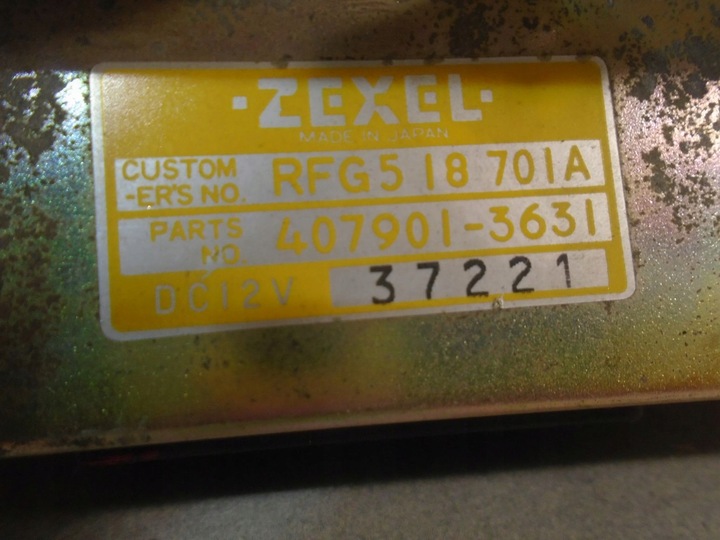 ·ZEXEL·
MADE IN JAPAN
CUSTOM
-ER'S NO. RFG5 18 701A
PARTS
NO. 407901-3631
DC12V 37221